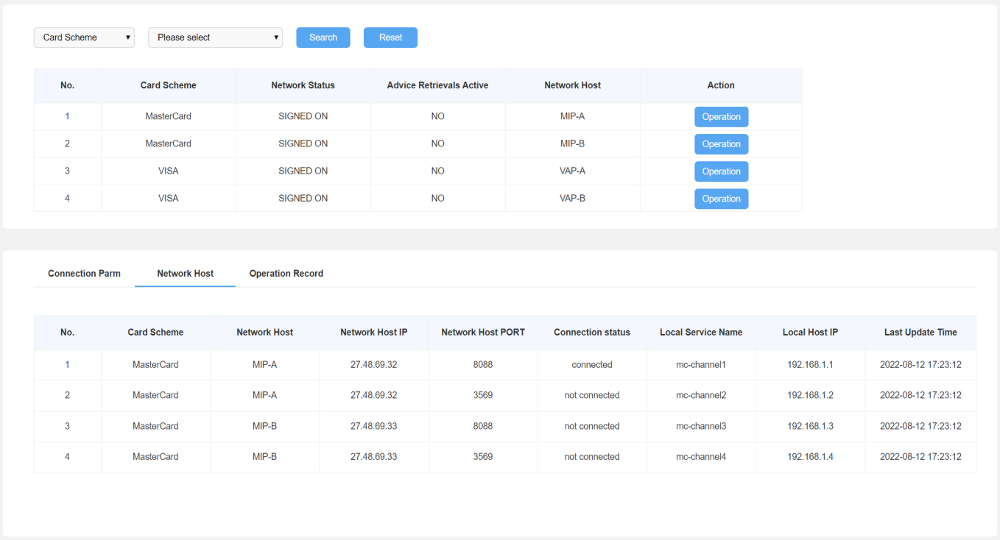 Card Scheme Please select Search Reset
No. Card Scheme Network Status Advice Retrievals Active Network Host Action
1 MasterCard SIGNED ON NO MIP-A Operation
2 MasterCard SIGNED ON NO MIP-B Operation
3 VISA SIGNED ON NO VAP-A Operation
4 VISA SIGNED ON NO VAP-B Operation
Connection Parm Network Host Operation Record
No. Card Scheme Network Host Network Host IP Network Host PORT Connection status Local Service Name Local Host IP Last Update Time
1 MasterCard MIP-A 27.48.69.32 8088 connected mc-channel1 192.168.1.1 2022-08-12 17:23:12
2 MasterCard MIP-A 27.48.69.32 3569 not connected mc-channel2 192.168.1.2 2022-08-12 17:23:12
3 MasterCard MIP-B 27.48.69.33 8088 not connected mc-channel3 192.168.1.3 2022-08-12 17:23:12
4 MasterCard MIP-B 27.48.69.33 3569 not connected mc-channel4 192.168.1.4 2022-08-12 17:23:12